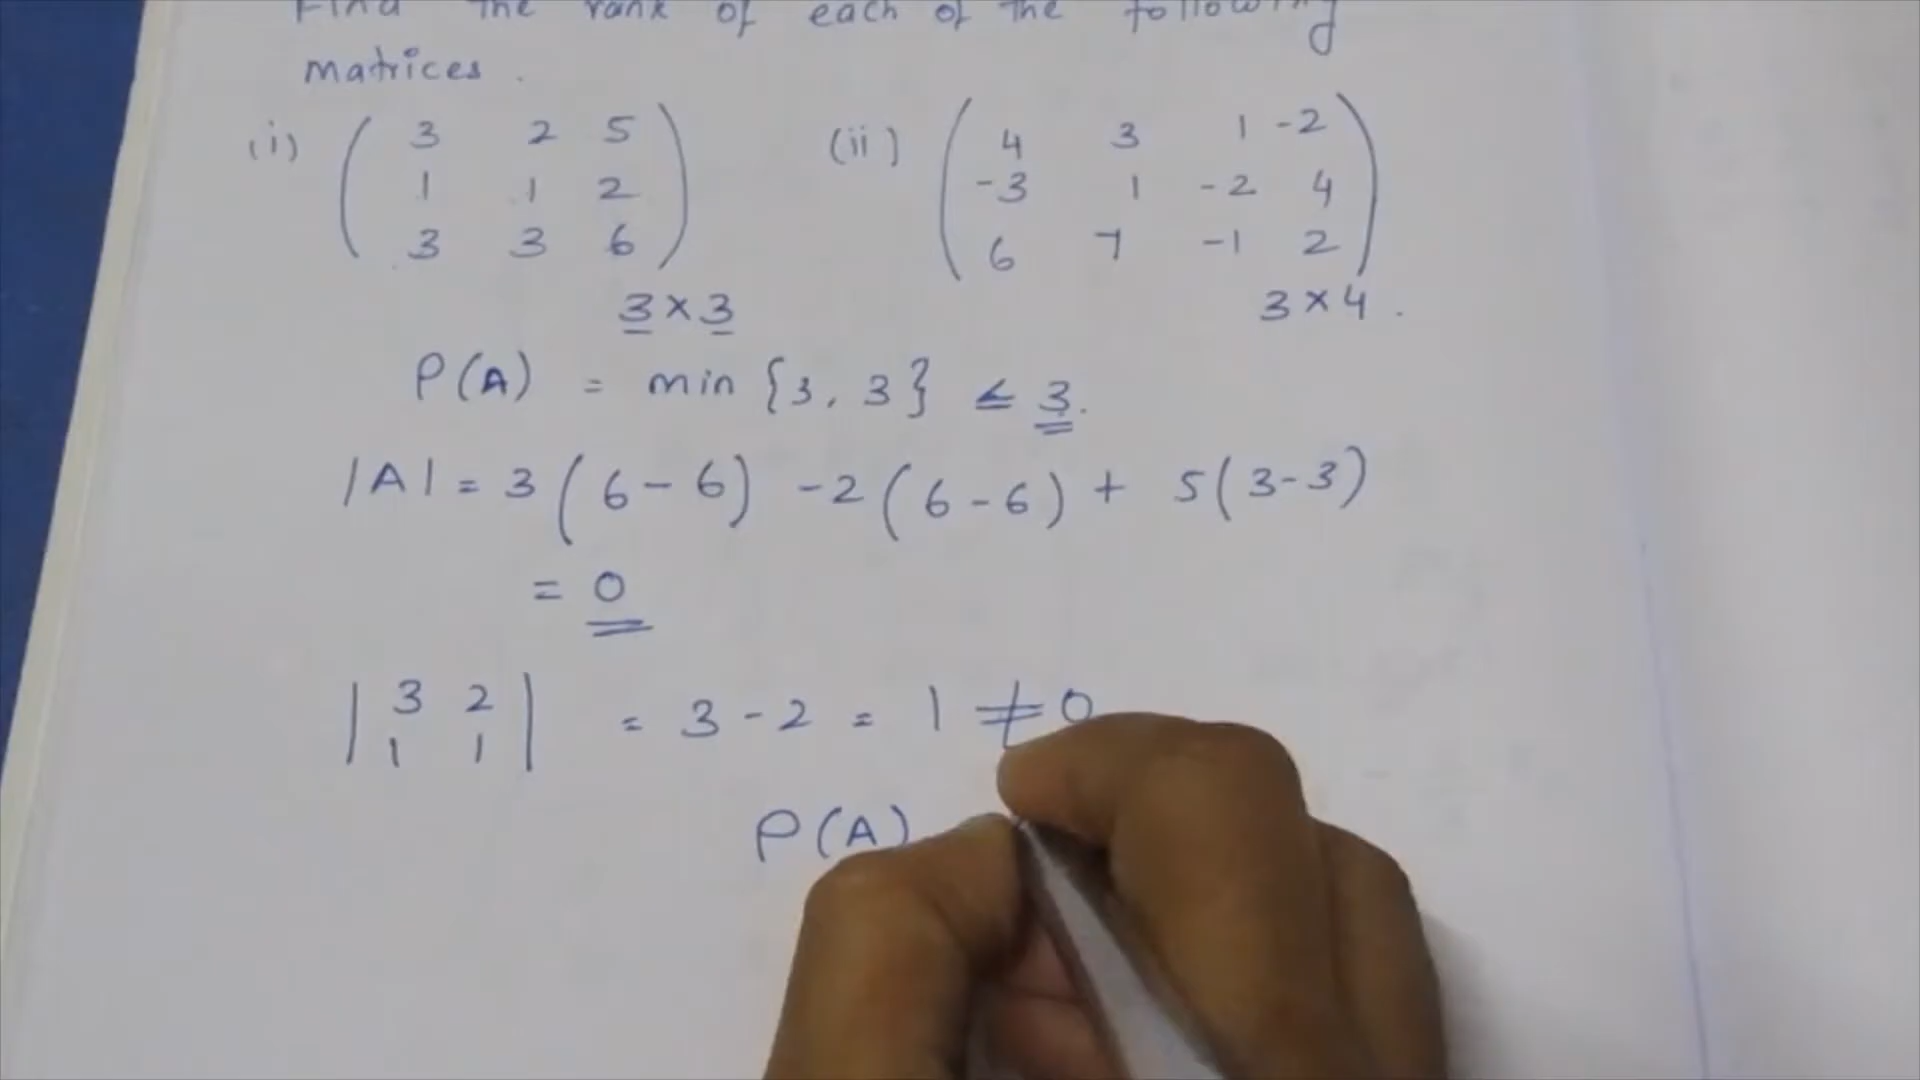 Find the rank of each of the following
matrices.
(i) ( 3 2 5 (ii) ( 4 3 1 -2
1 1 2 -3 1 -2 4
3 3 6 ) 6 7 -1 2 )
3 × 3 3 × 4 .
ρ(A) = min {3, 3} ≤ 3.
|A| = 3(6-6) -2(6-6) + 5(3-3)
= 0
| 3 2 | = 3 - 2 = 1 ≠ 0
1 1
ρ(A)